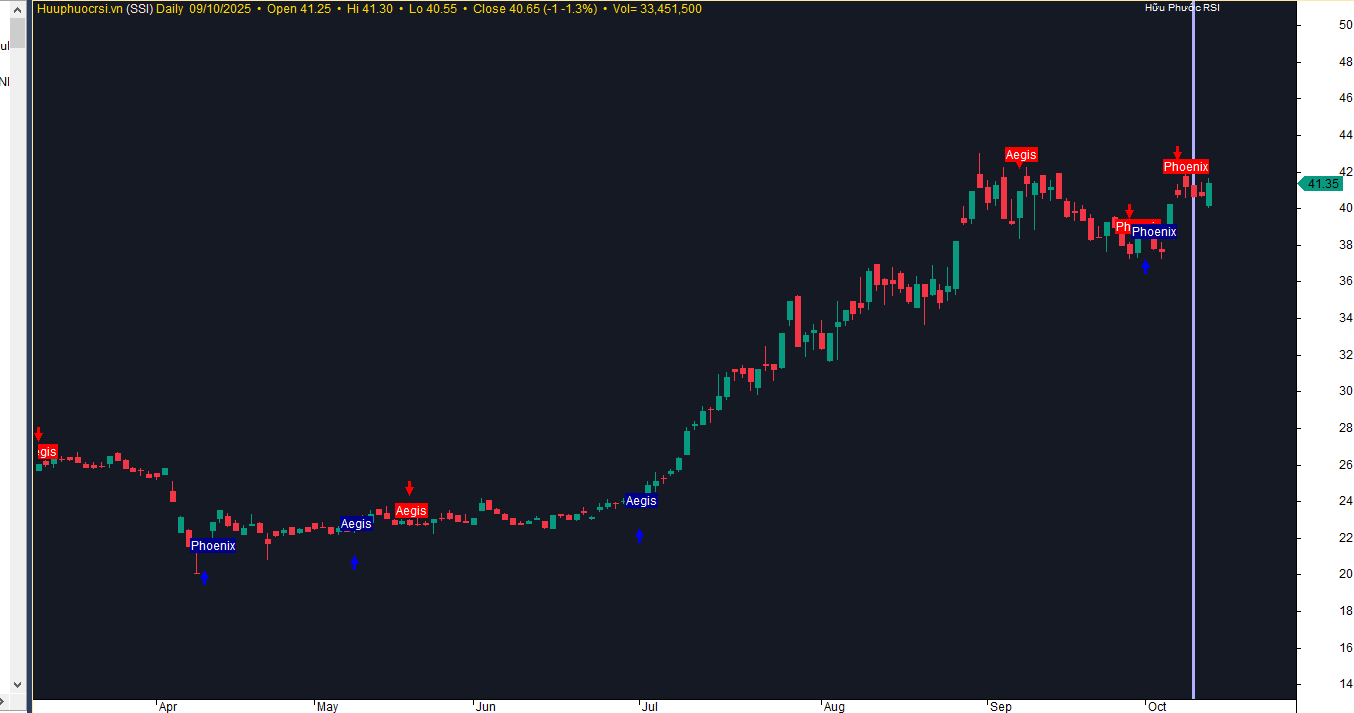 Huuphuocrsi.vn (SSI) Daily 09/10/2025 • Open 41.25 • Hi 41.30 • Lo 40.55 • Close 40.65 (-1 -1.3%) • Vol= 33,451,500
Hữu Phước RSI
50
48
46
44
Aegis
Phoenix
42
41.35
40
Phoenix
38
36
34
32
30
28
egis
26
Aegis
24
Aegis
Aegis
22
Phoenix
20
18
16
14
Apr
May
Jun
Jul
Aug
Sep
Oct